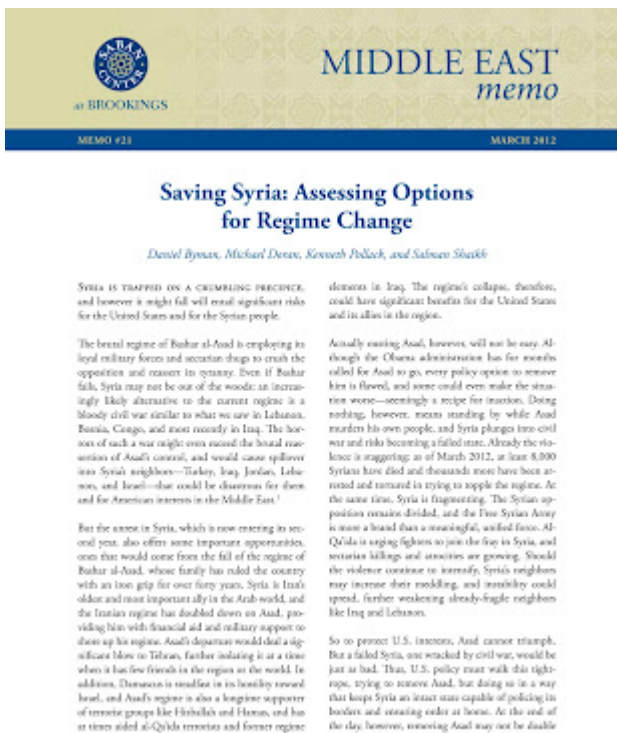 SABAN
CENTER
at BROOKINGS
MIDDLE EAST
memo
MEMO #21
MARCH 2012
Saving Syria: Assessing Options
for Regime Change
Daniel Byman, Michael Doran, Kenneth Pollack, and Salman Shaikh
SYRIA IS TRAPPED ON A CRUMBLING PRECIPICE,
and however it might fall will entail significant risks
for the United States and for the Syrian people.
The brutal regime of Bashar al-Asad is employing its
loyal military forces and sectarian thugs to crush the
opposition and reassert its tyranny. Even if Bashar
fails, Syria may not be out of the woods: an increas-
ingly likely alternative to the current regime is a
bloody civil war similar to what we saw in Lebanon,
Bosnia, Congo, and most recently in Iraq. The hor-
rors of such a war might even exceed the brutal reas-
sertion of Asad's control, and would cause spillover
into Syria's neighbors—Turkey, Iraq, Jordan, Leba-
non, and Israel—that could be disastrous for them
and for American interests in the Middle East.1
But the unrest in Syria, which is now entering its sec-
ond year, also offers some important opportunities,
ones that would come from the fall of the regime of
Bashar al-Asad, whose family has ruled the country
with an iron grip for over forty years. Syria is Iran's
oldest and most important ally in the Arab world, and
the Iranian regime has doubled down on Asad, pro-
viding him with financial aid and military support to
shore up his regime. Asad's departure would deal a sig-
nificant blow to Tehran, further isolating it at a time
when it has few friends in the region or the world. In
addition, Damascus is steadfast in its hostility toward
Israel, and Asad's regime is also a longtime supporter
of terrorist groups like Hizballah and Hamas, and has
at times aided al-Qa'ida terrorists and former regime
elements in Iraq. The regime's collapse, therefore,
could have significant benefits for the United States
and its allies in the region.
Actually ousting Asad, however, will not be easy. Al-
though the Obama administration has for months
called for Asad to go, every policy option to remove
him is flawed, and some could even make the situa-
tion worse—seemingly a recipe for inaction. Doing
nothing, however, means standing by while Asad
murders his own people, and Syria plunges into civil
war and risks becoming a failed state. Already the vio-
lence is staggering: as of March 2012, at least 8,000
Syrians have died and thousands more have been ar-
rested and tortured in trying to topple the regime. At
the same time, Syria is fragmenting. The Syrian op-
position remains divided, and the Free Syrian Army
is more a brand than a meaningful, unified force. Al-
Qa'ida is urging fighters to join the fray in Syria, and
sectarian killings and atrocities are growing. Should
the violence continue to intensify, Syria's neighbors
may increase their meddling, and instability could
spread, further weakening already-fragile neighbors
like Iraq and Lebanon.
So to protect U.S. interests, Asad cannot triumph.
But a failed Syria, one wracked by civil war, would be
just as bad. Thus, U.S. policy must walk this tight-
rope, trying to remove Asad, but doing so in a way
that keeps Syria an intact state capable of policing its
borders and ensuring order at home. At the end of
the day, however, removing Asad may not be doable